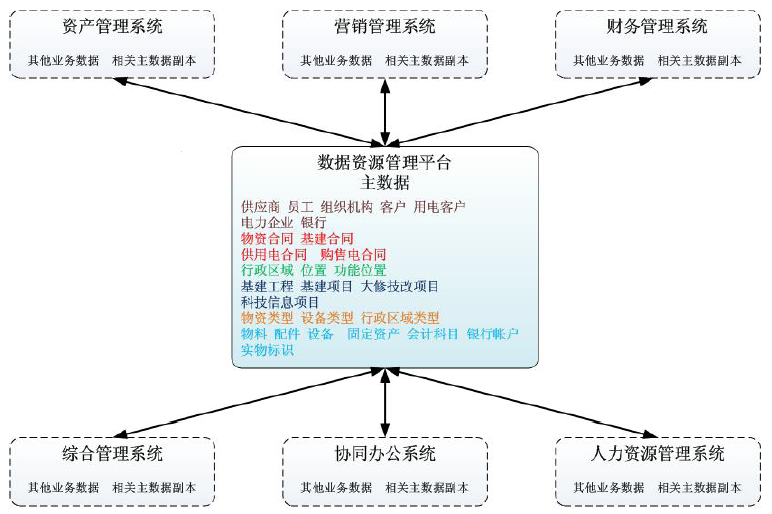 资产管理系统
其他业务数据 相关主数据副本
营销管理系统
其他业务数据 相关主数据副本
财务管理系统
其他业务数据 相关主数据副本
数据资源管理平台
主数据
供应商 员工 组织机构 客户 用电客户
电力企业 银行
物资合同 基建合同
供用电合同 购售电合同
行政区域 位置 功能位置
基建工程 基建项目 大修技改项目
科技信息项目
物资类型 设备类型 行政区域类型
物料 配件 设备 固定资产 会计科目 银行帐户
实物标识
综合管理系统
其他业务数据 相关主数据副本
协同办公系统
其他业务数据 相关主数据副本
人力资源管理系统
其他业务数据 相关主数据副本